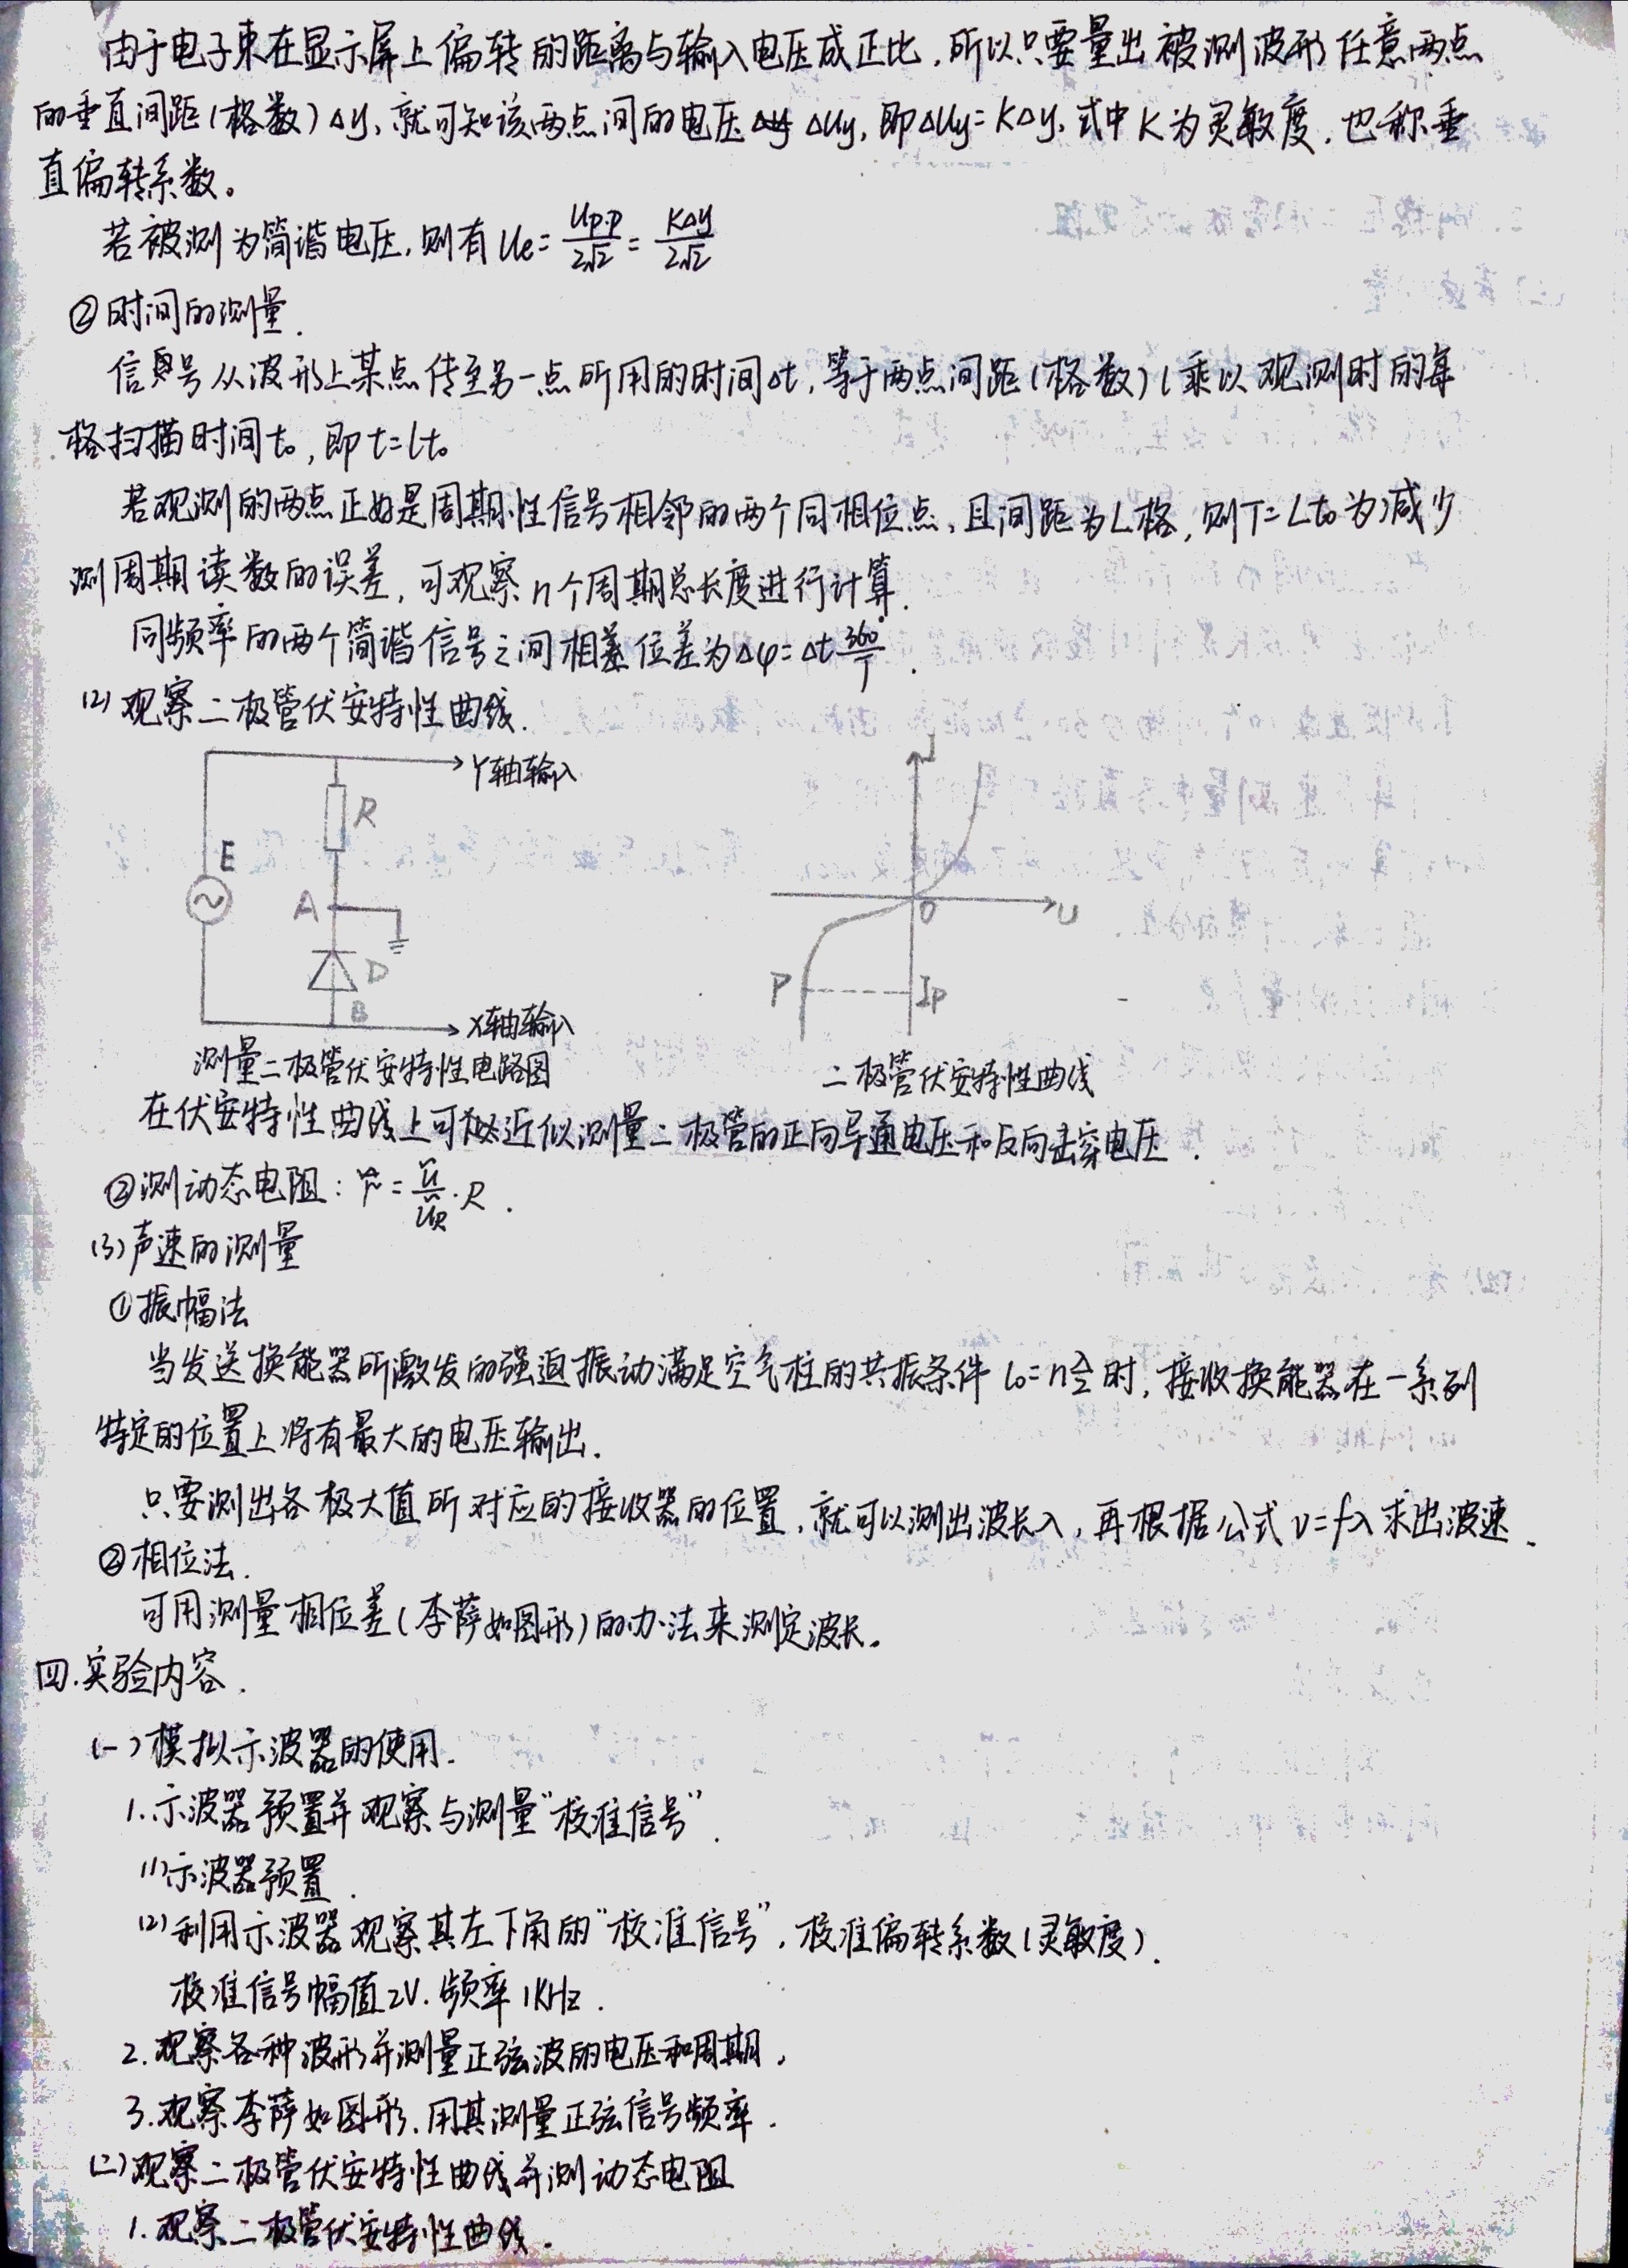 由于电子束在显示屏上偏转的距离与输入电压成正比，所以只要量出被测波形任意两点
的垂直间距(格数)Δy，就可知该两点间的电压 ΔUy，即ΔUy=KΔy，式中K为灵敏度，也称垂
直偏转系数。
若被测为简谐电压，则有 Ue=Up.p/2√2=KΔy/2√2
②时间的测量.
信号从波形上某点传至另一点所用的时间Δt，等于两点间距(格数)l乘以观测时的每
格扫描时间t₀，即t=lt₀
若观测的两点正好是周期性信号相邻的两个同相位点，且间距为L格，则T=Lt₀为减少
测周期读数的误差，可观察n个周期总长度进行计算.
同频率的两个简谐信号之间相位差为Δφ=Δt 360°/T.
(2)观察二极管伏安特性曲线.
Y轴输入
I
R
E
A
O
U
D
P
Ip
B
X轴输入
测量二极管伏安特性电路图
二极管伏安特性曲线
在伏安特性曲线上可近似测量二极管的正向导通电压和反向击穿电压.
②测动态电阻: r̃=ũ/ũR·R.
(3)声速的测量
①振幅法
当发送换能器所激发的强迫振动满足空气柱的共振条件 l₀=nλ/2时，接收换能器在一系列
特定的位置上将有最大的电压输出.
只要测出各极大值所对应的接收器的位置，就可以测出波长λ，再根据公式v=fλ求出波速.
②相位法.
可用测量相位差(李萨如图形)的办法来测定波长。
四.实验内容.
(一)模拟示波器的使用.
1.示波器预置并观察与测量"校准信号".
(1)示波器预置.
(2)利用示波器观察其左下角的"校准信号"，校准偏转系数(灵敏度).
校准信号幅值2V.频率1KHz.
2.观察各种波形并测量正弦波的电压和周期.
3.观察李萨如图形.用其测量正弦信号频率.
(二)观察二极管伏安特性曲线并测动态电阻
1.观察二极管伏安特性曲线.